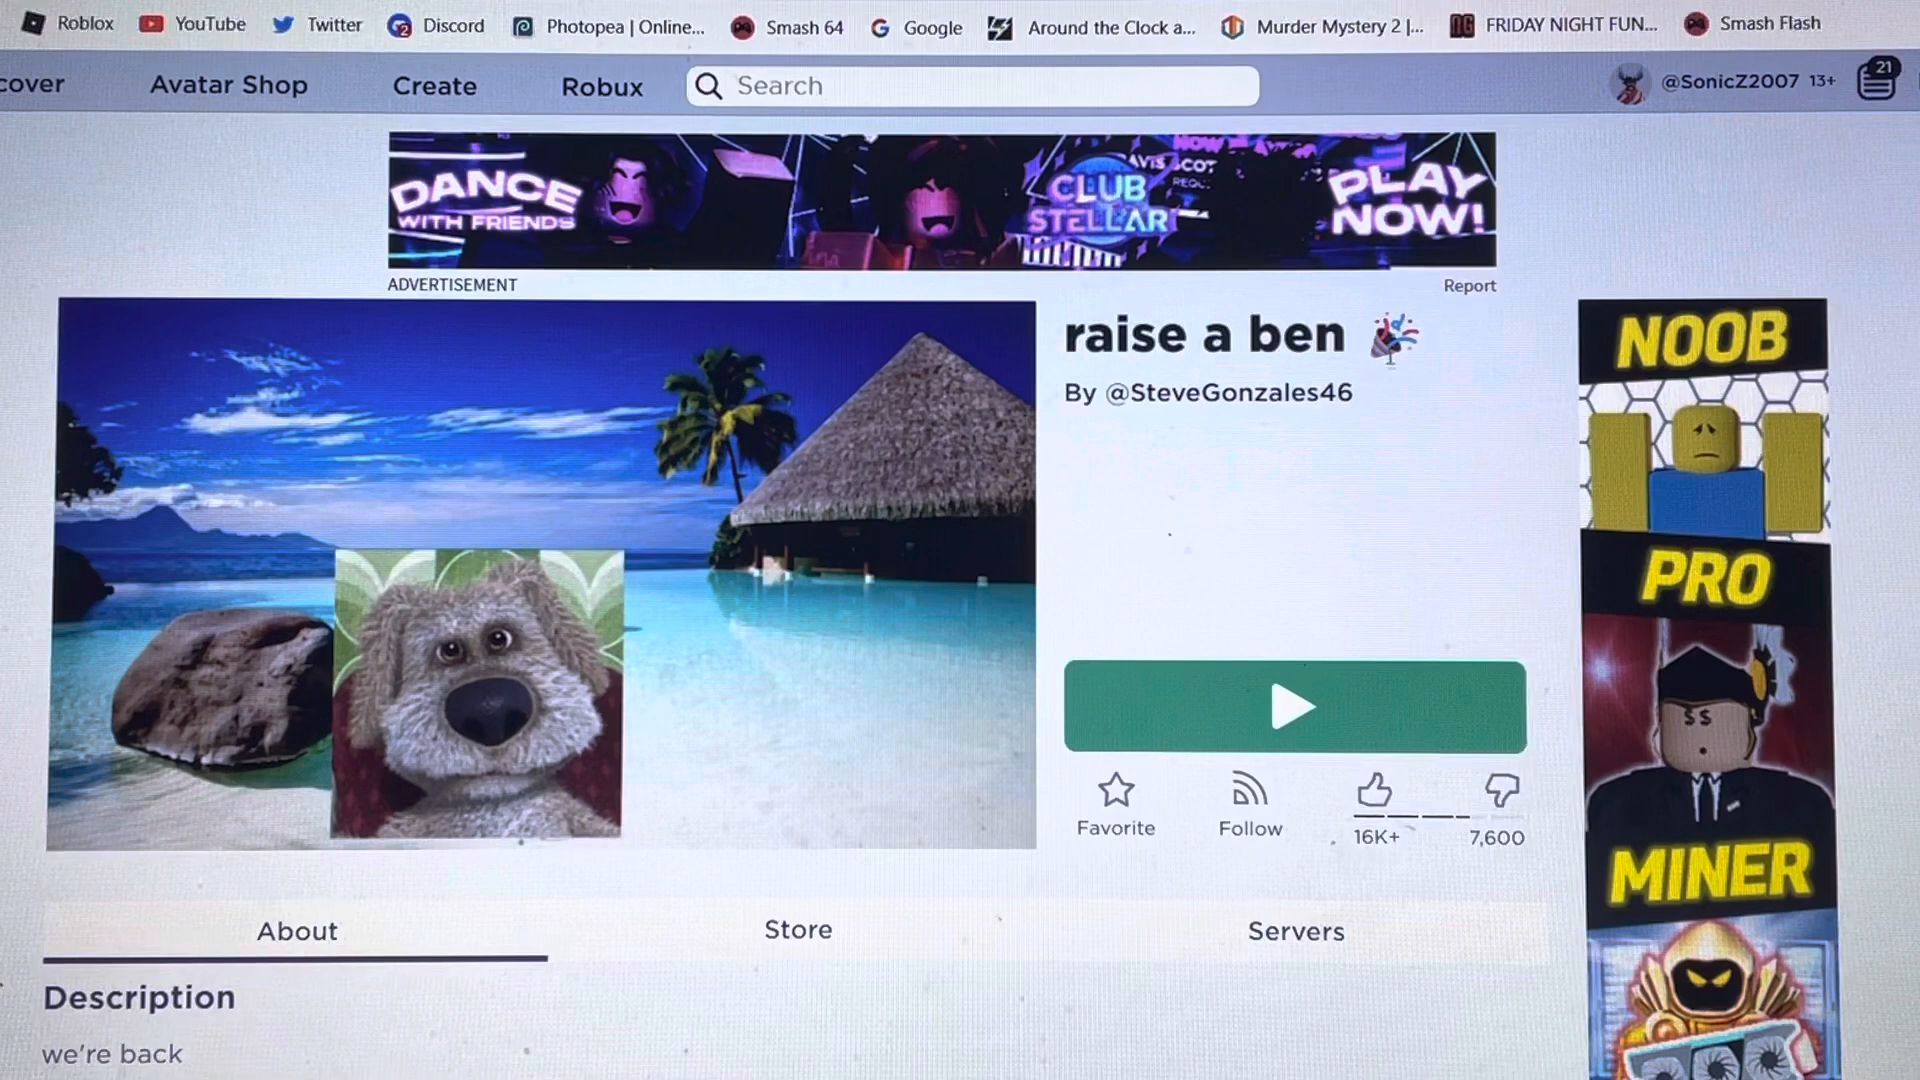 Roblox YouTube Twitter Discord Photopea | Online... Smash 64 Google Around the Clock a... Murder Mystery 2 |... FRIDAY NIGHT FUN... Smash Flash
cover Avatar Shop Create Robux Search @SonicZ2007 13+ 21
DANCE
WITH FRIENDS
CLUB
STELLAR
PLAY
NOW!
ADVERTISEMENT Report
raise a ben
By @SteveGonzales46
NOOB
PRO
$$
MINER
Favorite Follow 16K+ 7,600
About Store Servers
Description
we're back